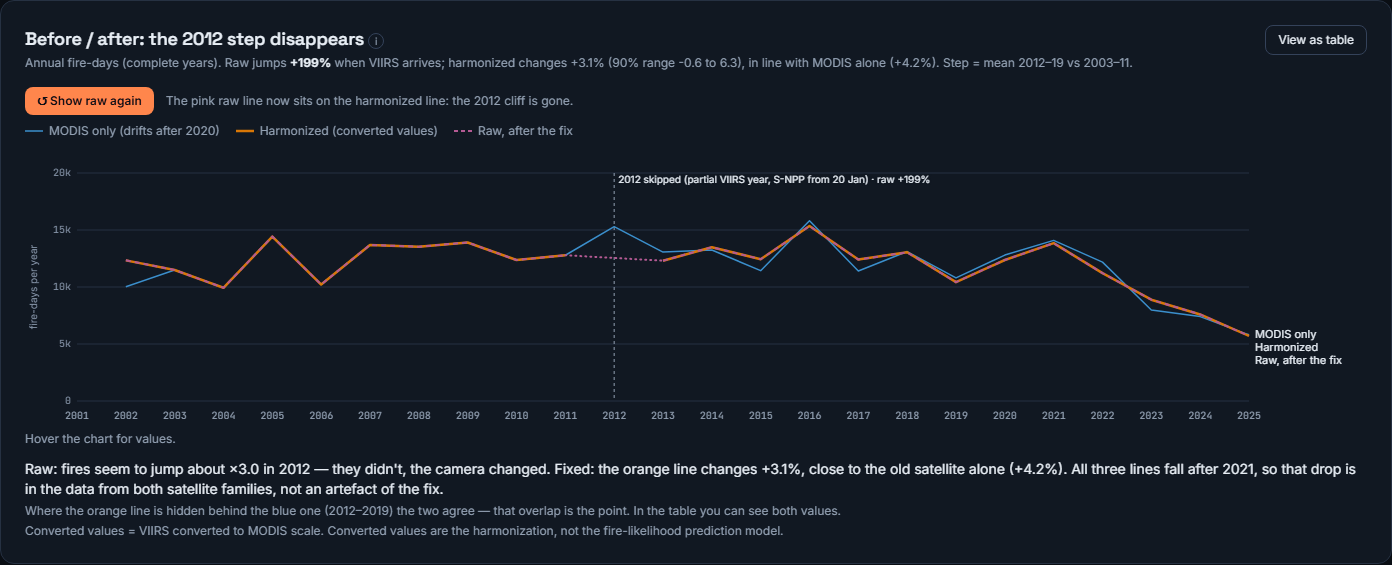 Before / after: the 2012 step disappears ⓘ
View as table
Annual fire-days (complete years). Raw jumps +199% when VIIRS arrives; harmonized changes +3.1% (90% range -0.6 to 6.3), in line with MODIS alone (+4.2%). Step = mean 2012–19 vs 2003–11.
↺ Show raw again
The pink raw line now sits on the harmonized line: the 2012 cliff is gone.
MODIS only (drifts after 2020)
Harmonized (converted values)
Raw, after the fix
20k
2012 skipped (partial VIIRS year, S-NPP from 20 Jan) · raw +199%
15k
fire-days per year
10k
5k
MODIS only
Harmonized
Raw, after the fix
0
2001 2002 2003 2004 2005 2006 2007 2008 2009 2010 2011 2012 2013 2014 2015 2016 2017 2018 2019 2020 2021 2022 2023 2024 2025
Hover the chart for values.
Raw: fires seem to jump about ×3.0 in 2012 — they didn't, the camera changed. Fixed: the orange line changes +3.1%, close to the old satellite alone (+4.2%). All three lines fall after 2021, so that drop is
in the data from both satellite families, not an artefact of the fix.
Where the orange line is hidden behind the blue one (2012–2019) the two agree — that overlap is the point. In the table you can see both values.
Converted values = VIIRS converted to MODIS scale. Converted values are the harmonization, not the fire-likelihood prediction model.